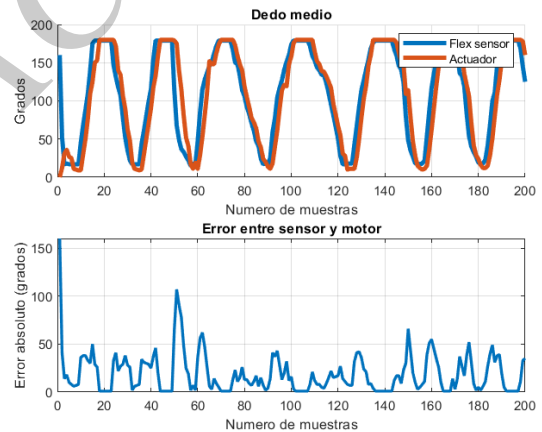 Dedo medio
200
150
100
50
0
Grados
Flex sensor
Actuador
0 20 40 60 80 100 120 140 160 180 200
Numero de muestras
Error entre sensor y motor
150
100
50
0
Error absoluto (grados)
0 20 40 60 80 100 120 140 160 180 200
Numero de muestras